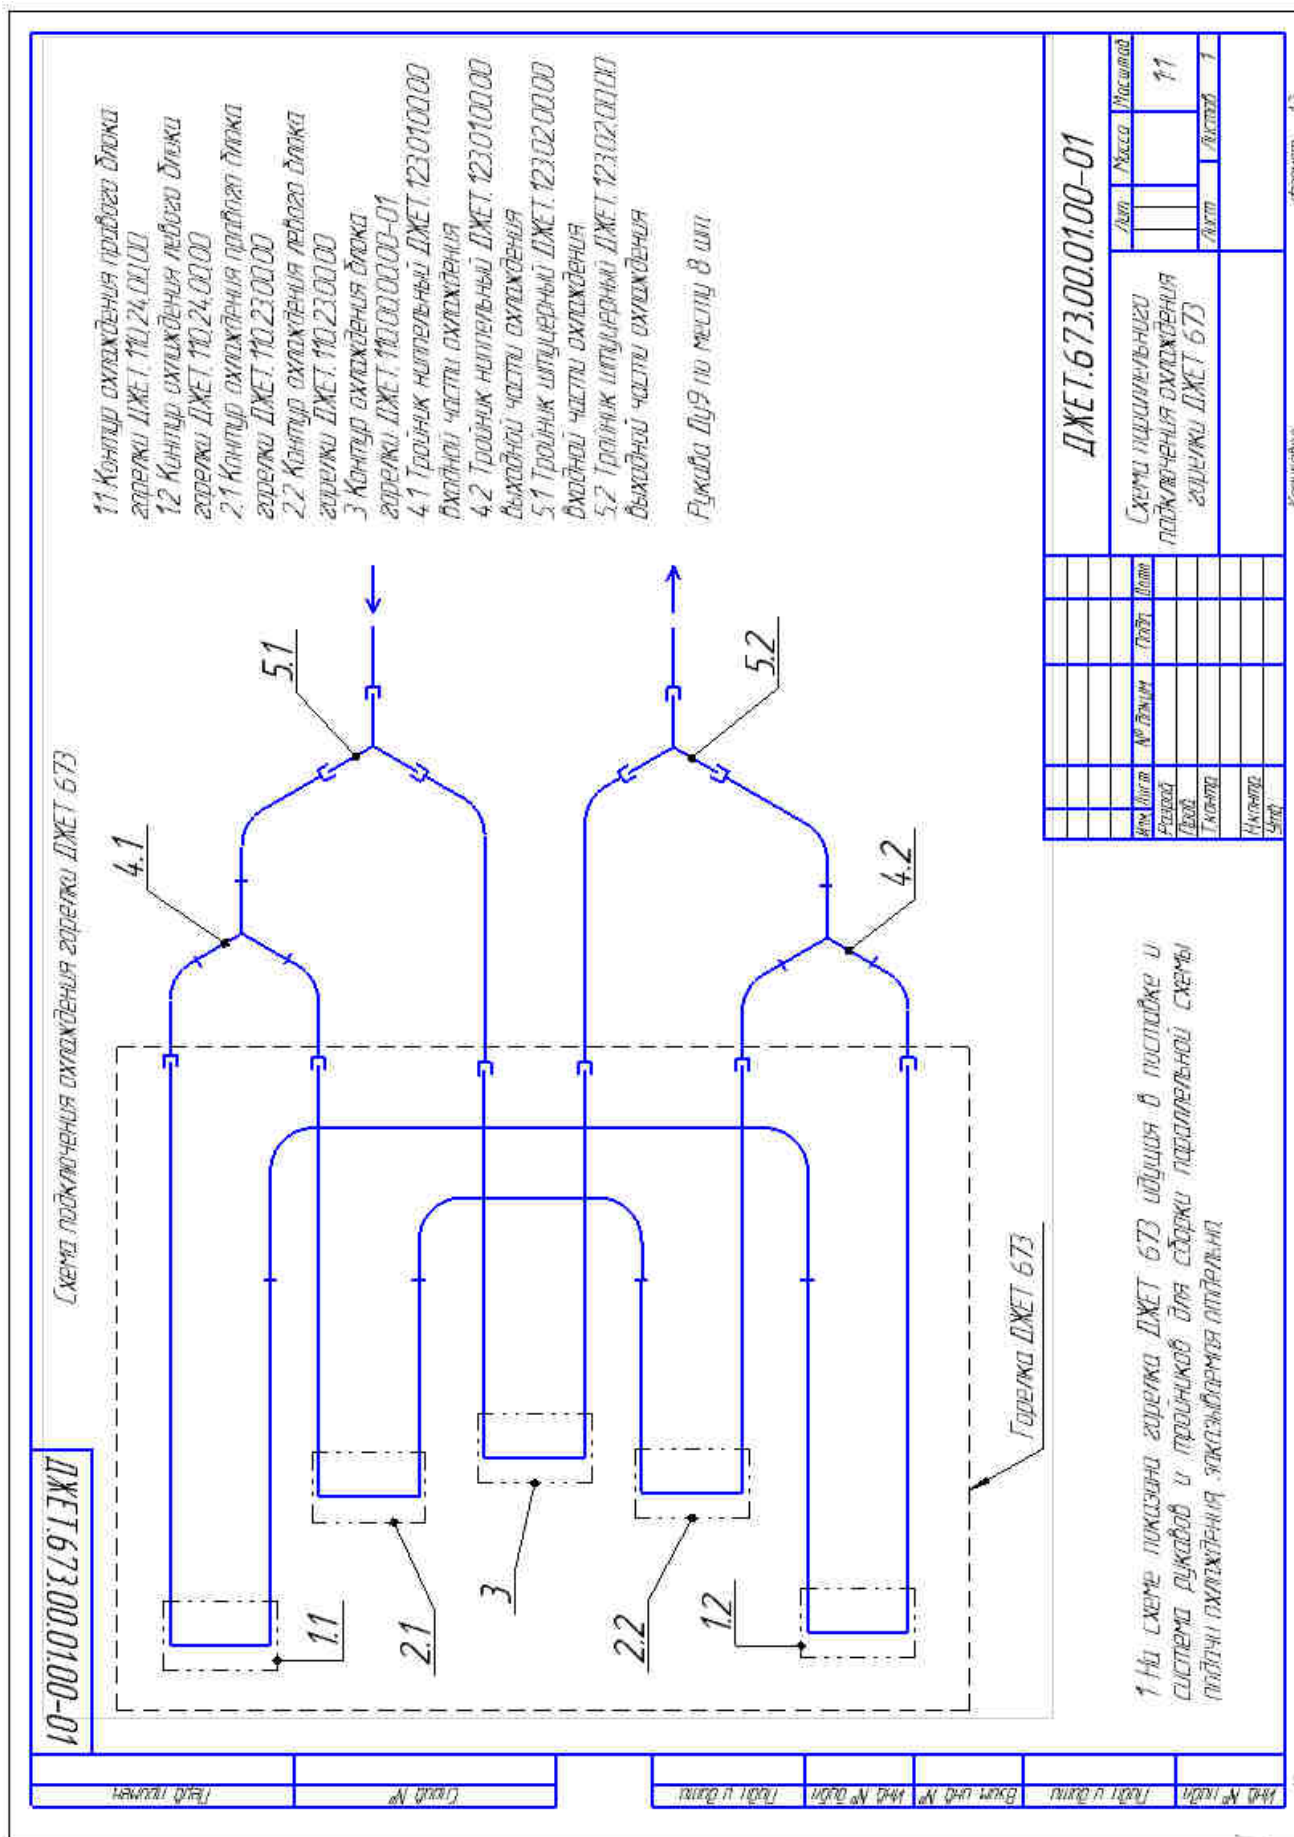 ДЖЕТ.673.00.01.00-01
Схема подключения охлаждения горелки ДЖЕТ 673
1.1 Контур охлаждения правого блока
горелки ДЖЕТ.110.24.00.00
1.2 Контур охлаждения левого блока
горелки ДЖЕТ.110.24.00.00
2.1 Контур охлаждения правого блока
горелки ДЖЕТ.110.23.00.00
2.2 Контур охлаждения левого блока
горелки ДЖЕТ.110.23.00.00
3 Контур охлаждения блока
горелки ДЖЕТ.110.00.00.00-01
4.1 Тройник ниппельный ДЖЕТ.123.01.00.00
входной части охлаждения
4.2 Тройник ниппельный ДЖЕТ.123.01.00.00
выходной части охлаждения
5.1 Тройник штуцерный ДЖЕТ.123.02.00.00
входной части охлаждения
5.2 Тройник штуцерный ДЖЕТ.123.02.00.00
выходной части охлаждения
Рукава Ду9 по месту 8 шт.
1.1
2.1
3
2.2
1.2
4.1
5.1
5.2
4.2
Горелка ДЖЕТ 673
1 На схеме показана горелка ДЖЕТ 673 идущая в поставке и
система рукавов и тройников для сборки параллельной схемы
подачи охлаждения, заказываемая отдельно.
ДЖЕТ.673.00.01.00-01
Схема параллельного
подключения охлаждения
горелки ДЖЕТ 673
Лит. Масса Масштаб
1:1
Лист Листов 1
Изм. Лист № докум. Подп. Дата
Разраб.
Пров.
Т.контр.
Н.контр.
Утв.
Копировал
Формат А3
Перв. примен.
Справ. №
Подп. и дата
Инв. № дубл.
Взам. инв. №
Подп. и дата
Инв. № подл.